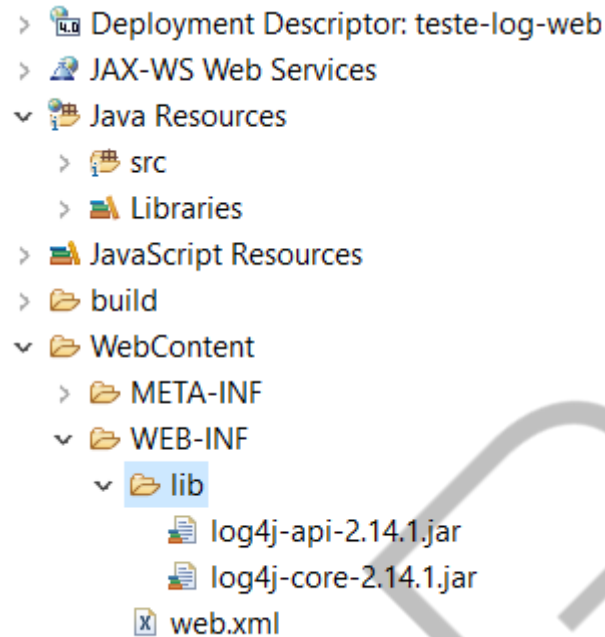 Deployment Descriptor: teste-log-web
JAX-WS Web Services
Java Resources
src
Libraries
JavaScript Resources
build
WebContent
META-INF
WEB-INF
lib
log4j-api-2.14.1.jar
log4j-core-2.14.1.jar
web.xml